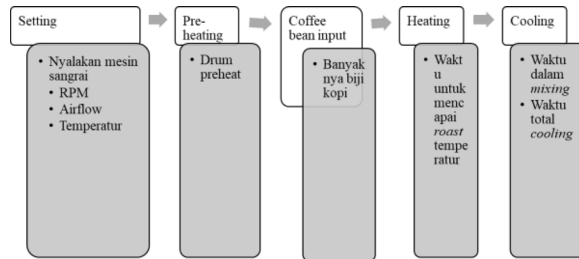 Setting
• Nyalakan mesin
sangrai
• RPM
• Airflow
• Temperatur
Pre-
heating
• Drum
preheat
Coffee
bean input
• Banyak
nya biji
kopi
Heating
• Wakt
u
untuk
menc
apai
roast
tempe
ratur
Cooling
• Waktu
dalam
mixing
• Waktu
total
cooling